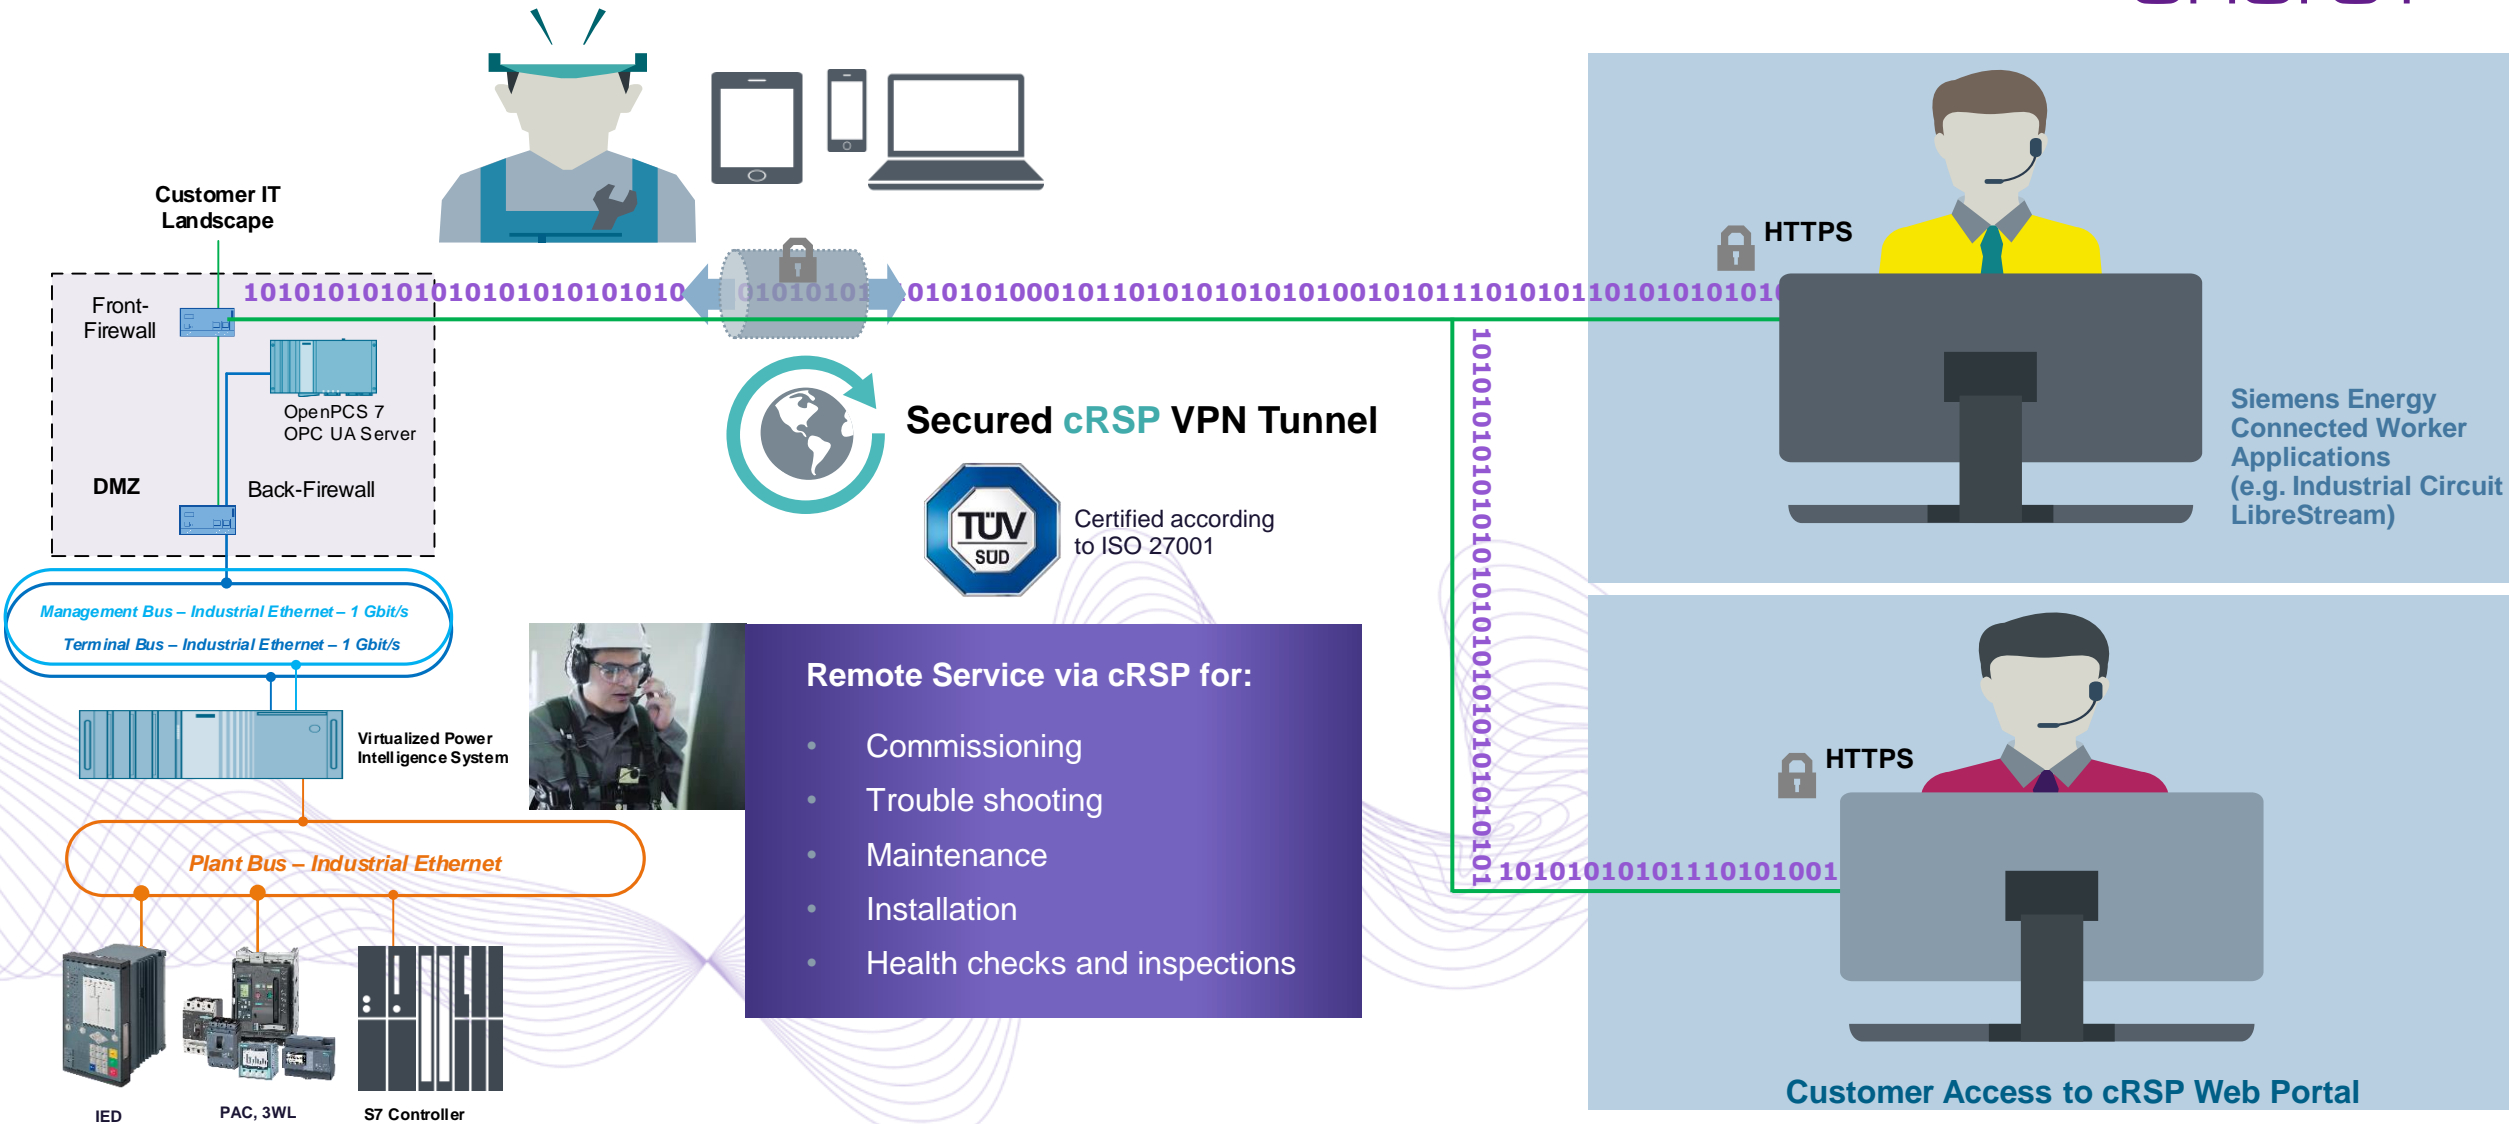 Customer IT
Landscape
Front-
Firewall
OpenPCS 7
OPC UA Server
DMZ
Back-Firewall
Management Bus – Industrial Ethernet – 1 Gbit/s
Terminal Bus – Industrial Ethernet – 1 Gbit/s
Virtualized Power
Intelligence System
Plant Bus – Industrial Ethernet
IED
PAC, 3WL
S7 Controller
Secured cRSP VPN Tunnel
TÜV
SÜD
Certified according
to ISO 27001
Remote Service via cRSP for:
• Commissioning
• Trouble shooting
• Maintenance
• Installation
• Health checks and inspections
HTTPS
Siemens Energy
Connected Worker
Applications
(e.g. Industrial Circuit
LibreStream)
HTTPS
10101010101110101001
Customer Access to cRSP Web Portal